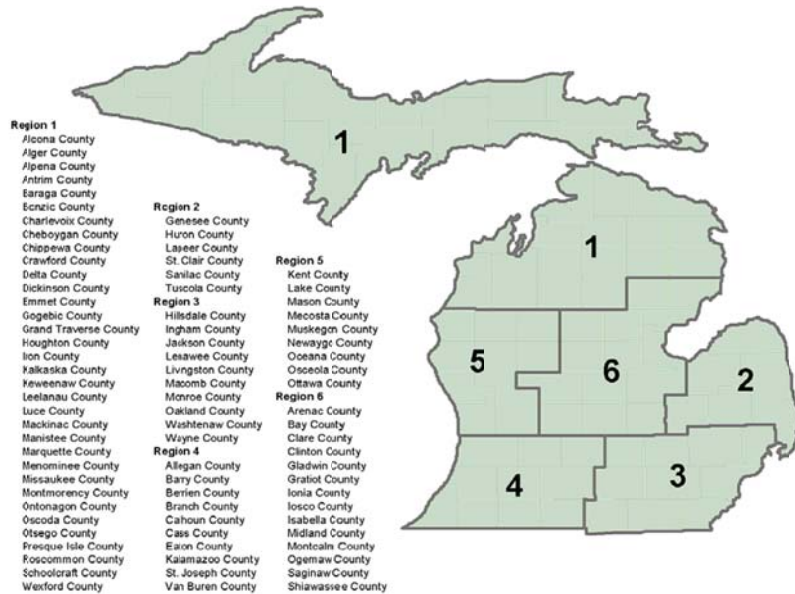 1
Region 1
Alcona County
Alger County
Alpena County
Antrim County
Baraga County
Benzie County
Charlevoix County
Cheboygan County
Chippewa County
Crawford County
Delta County
Dickinson County
Emmet County
Gogebic County
Grand Traverse County
Houghton County
Iron County
Kalkaska County
Keweenaw County
Leelanau County
Luce County
Mackinac County
Manistee County
Marquette County
Menominee County
Missaukee County
Montmorency County
Ontonagon County
Oscoda County
Otsego County
Presque Isle County
Roscommon County
Schoolcraft County
Wexford County
Region 2
Genesee County
Huron County
Lapeer County
St. Clair County
Sanilac County
Tuscola County
Region 3
Hillsdale County
Ingham County
Jackson County
Lenawee County
Livingston County
Macomb County
Monroe County
Oakland County
Washtenaw County
Wayne County
Region 4
Allegan County
Barry County
Berrien County
Branch County
Calhoun County
Cass County
Eaton County
Kalamazoo County
St. Joseph County
Van Buren County
Region 5
Kent County
Lake County
Mason County
Mecosta County
Muskegon County
Newaygo County
Oceana County
Osceola County
Ottawa County
Region 6
Arenac County
Bay County
Clare County
Clinton County
Gladwin County
Gratiot County
Ionia County
Iosco County
Isabella County
Midland County
Montcalm County
Ogemaw County
Saginaw County
Shiawassee County
1
5
6
2
4
3